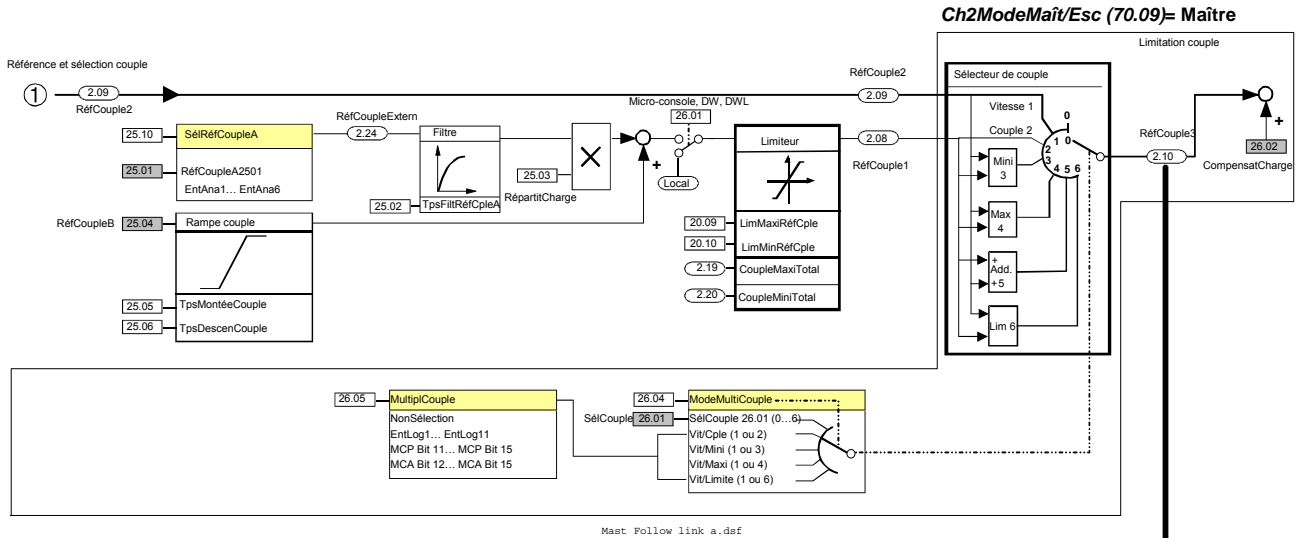 Ch2ModeMaît/Esc (70.09)= Maître
Limitation couple
Référence et sélection couple
1
2.09
RéfCouple2
RéfCouple2
2.09
Sélecteur de couple
Vitesse 1
Couple 2
0
1 0
2
3
4 5 6
Mini
3
Max
4
+
Add.
+5
Lim 6
RéfCouple3
2.10
+
26.02
CompensatCharge
25.10
SélRéfCoupleA
25.01
RéfCoupleA2501
EntAna1... EntAna6
RéfCoupleExtern
2.24
Filtre
25.02
TpsFiltRéfCpleA
25.03
RépartitCharge
+
Micro-console, DW, DWL
26.01
Local
Limiteur
2.08
RéfCouple1
20.09
LimMaxiRéfCple
20.10
LimMinRéfCple
2.19
CoupleMaxiTotal
2.20
CoupleMiniTotal
RéfCoupleB
25.04
Rampe couple
25.05
TpsMontéeCouple
25.06
TpsDescenCouple
26.05
MultiplCouple
NonSélection
EntLog1... EntLog11
MCP Bit 11... MCP Bit 15
MCA Bit 12... MCA Bit 15
26.04
ModeMultiCouple
SélCouple
26.01
SélCouple 26.01 (0...6)
Vit/Cple (1 ou 2)
Vit/Mini (1 ou 3)
Vit/Maxi (1 ou 4)
Vit/Limite (1 ou 6)
Mast Follow link a.dsf